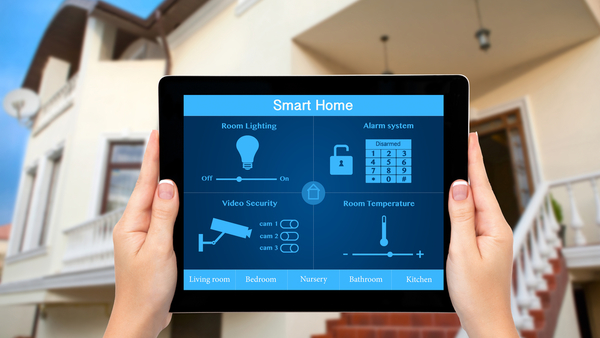 Smart Home
Room Lighting
Off
On
Alarm system
Disarmed
1 2 3
4 5 6
7 8 9
* 0 #
Video Security
cam 1
cam 2
cam 3
Room Temperature
- +
Living room
Bedroom
Nursery
Bathroom
Kitchen